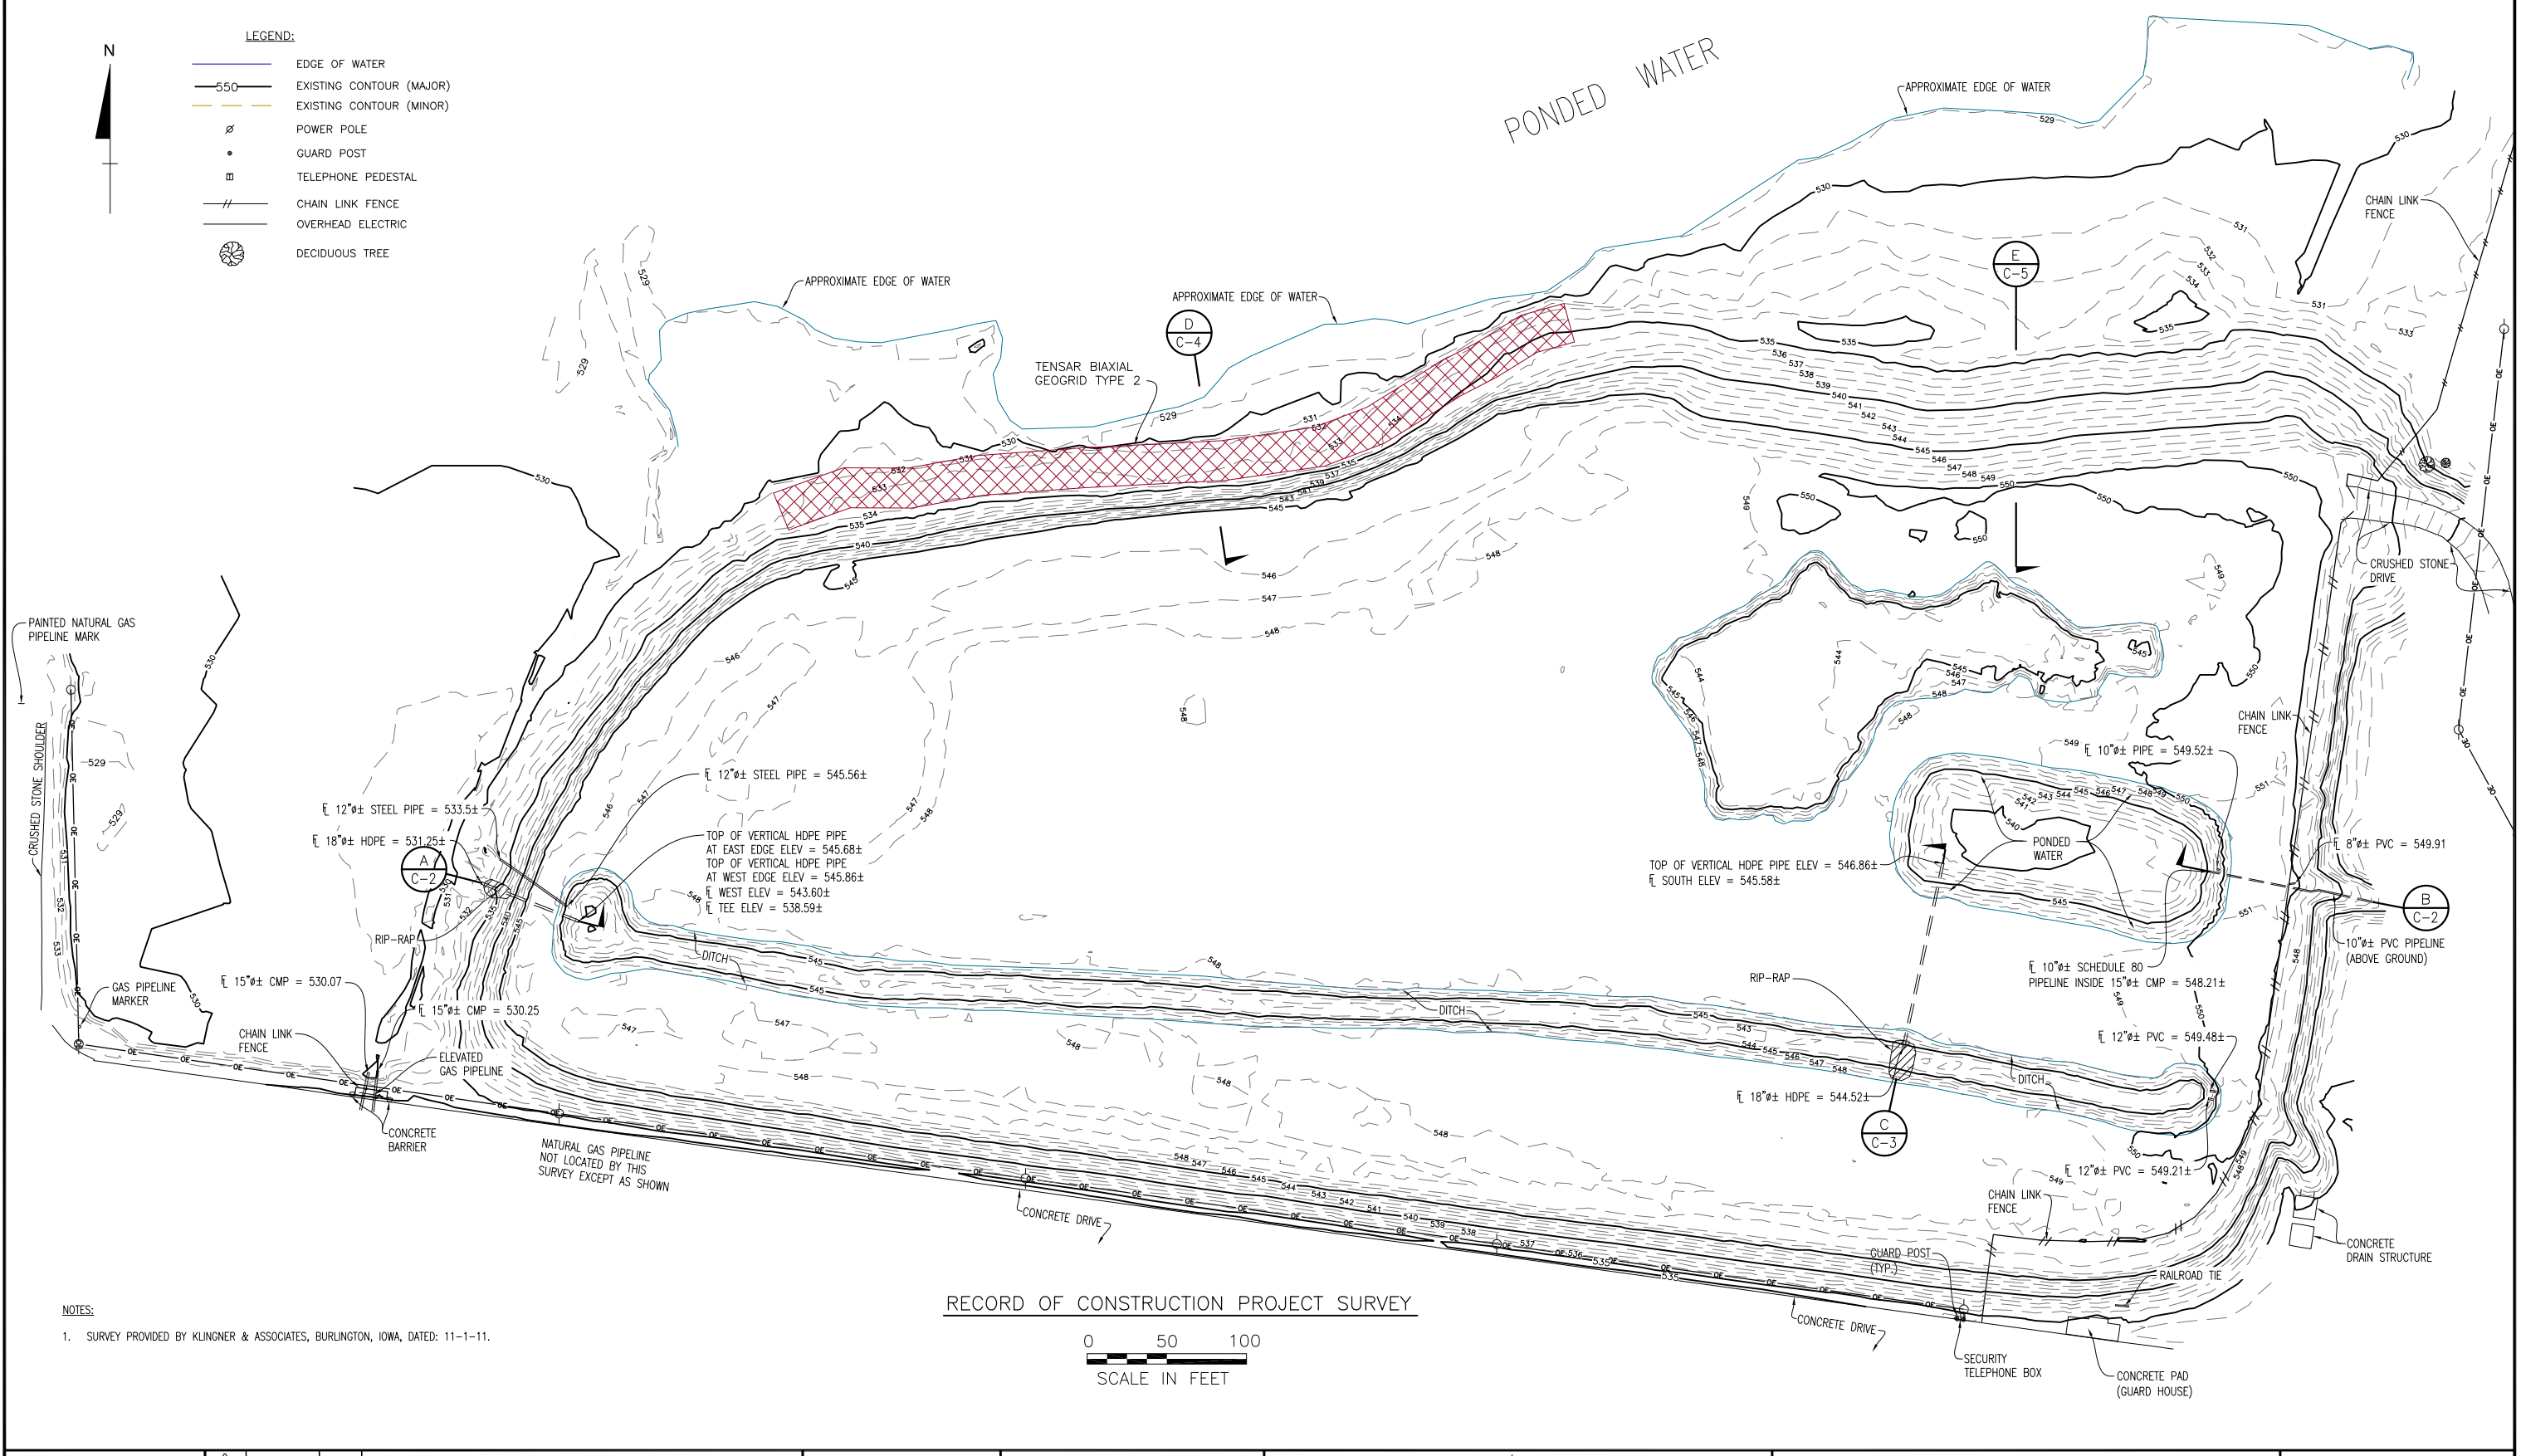 N
LEGEND:
EDGE OF WATER
550 EXISTING CONTOUR (MAJOR)
EXISTING CONTOUR (MINOR)
POWER POLE
GUARD POST
TELEPHONE PEDESTAL
CHAIN LINK FENCE
OVERHEAD ELECTRIC
DECIDUOUS TREE
PONDED WATER
APPROXIMATE EDGE OF WATER
APPROXIMATE EDGE OF WATER
APPROXIMATE EDGE OF WATER
CHAIN LINK
FENCE
D
C-4
E
C-5
TENSAR BIAXIAL
GEOGRID TYPE 2
CRUSHED STONE
DRIVE
PAINTED NATURAL GAS
PIPELINE MARK
CRUSHED STONE SHOULDER
℄ 12"ø± STEEL PIPE = 533.5±
℄ 18"ø± HDPE = 531.25±
A
C-2
RIP-RAP
℄ 15"ø± CMP = 530.07
℄ 15"ø± CMP = 530.25
GAS PIPELINE
MARKER
CHAIN LINK
FENCE
ELEVATED
GAS PIPELINE
CONCRETE
BARRIER
NATURAL GAS PIPELINE
NOT LOCATED BY THIS
SURVEY EXCEPT AS SHOWN
℄ 12"ø± STEEL PIPE = 545.56±
TOP OF VERTICAL HDPE PIPE
AT EAST EDGE ELEV = 545.68±
TOP OF VERTICAL HDPE PIPE
AT WEST EDGE ELEV = 545.86±
℄ WEST ELEV = 543.60±
℄ TEE ELEV = 538.59±
DITCH
DITCH
DITCH
CHAIN LINK
FENCE
℄ 10"ø± PIPE = 549.52±
PONDED
WATER
TOP OF VERTICAL HDPE PIPE ELEV = 546.86±
℄ SOUTH ELEV = 545.58±
℄ 8"ø± PVC = 549.91
B
C-2
10"ø± PVC PIPELINE
(ABOVE GROUND)
℄ 10"ø± SCHEDULE 80
PIPELINE INSIDE 15"ø± CMP = 548.21±
RIP-RAP
℄ 12"ø± PVC = 549.48±
℄ 18"ø± HDPE = 544.52±
C
C-3
℄ 12"ø± PVC = 549.21±
CHAIN LINK
FENCE
GUARD POST
(TYP.)
RAILROAD TIE
CONCRETE
DRAIN STRUCTURE
CONCRETE DRIVE
CONCRETE DRIVE
SECURITY
TELEPHONE BOX
CONCRETE PAD
(GUARD HOUSE)
NOTES:
1. SURVEY PROVIDED BY KLINGNER & ASSOCIATES, BURLINGTON, IOWA, DATED: 11-1-11.
RECORD OF CONSTRUCTION PROJECT SURVEY
0 50 100
SCALE IN FEET